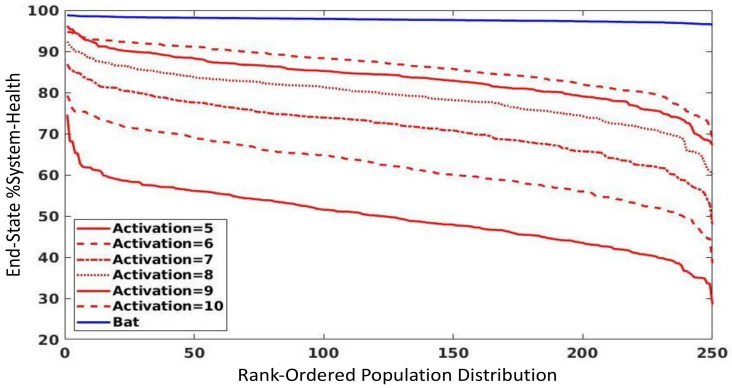 End-State %System-Health
100
90
80
70
60
50
40
30
20
Activation=5
Activation=6
Activation=7
Activation=8
Activation=9
Activation=10
Bat
0 50 100 150 200 250
Rank-Ordered Population Distribution